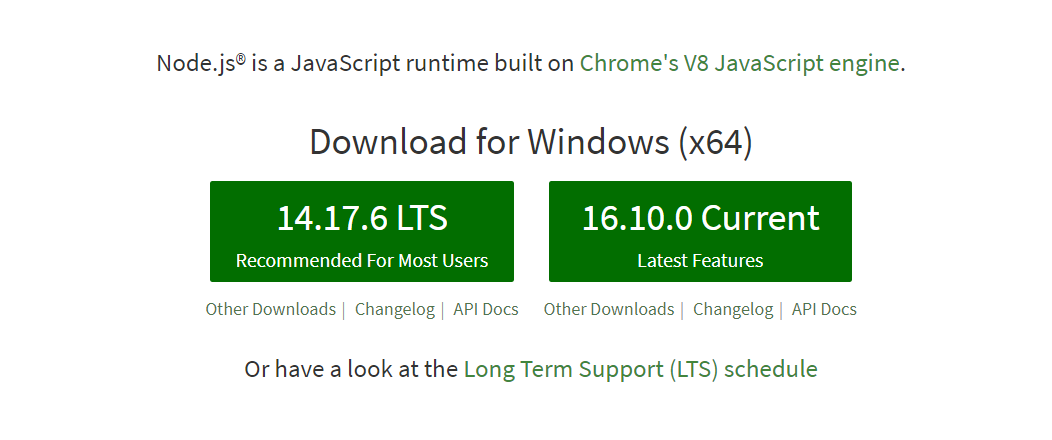 Node.js® is a JavaScript runtime built on Chrome's V8 JavaScript engine.
Download for Windows (x64)
14.17.6 LTS
Recommended For Most Users
16.10.0 Current
Latest Features
Other Downloads | Changelog | API Docs
Other Downloads | Changelog | API Docs
Or have a look at the Long Term Support (LTS) schedule